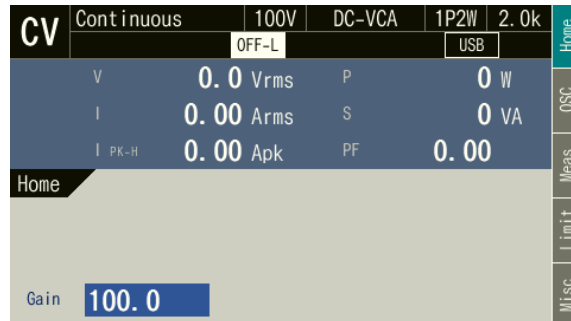 CV Continuous 100V DC-VCA 1P2W 2.0k
OFF-L USB
V 0.0 Vrms P 0 W
I 0.00 Arms S 0 VA
I PK-H 0.00 Apk PF 0.00
Home
Gain 100.0
Home
OSC
Meas
Limit
Misc